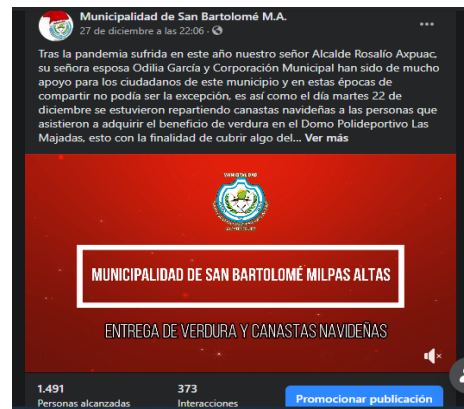 Municipalidad de San Bartolomé M.A.
27 de diciembre a las 22:06 ·
Tras la pandemia sufrida en este año nuestro señor Alcalde Rosalío Axpuac,
su señora esposa Odilia García y Corporación Municipal han sido de mucho
apoyo para los ciudadanos de este municipio y en estas épocas de
compartir no podía ser la excepción, es así como el día martes 22 de
diciembre se estuvieron repartiendo canastas navideñas a las personas que
asistieron a adquirir el beneficio de verdura en el Domo Polideportivo Las
Majadas, esto con la finalidad de cubrir algo del... Ver más
MUNICIPALIDAD DE SAN BARTOLOMÉ MILPAS ALTAS
ENTREGA DE VERDURA Y CANASTAS NAVIDEÑAS
1.491
Personas alcanzadas
373
Interacciones
Promocionar publicación